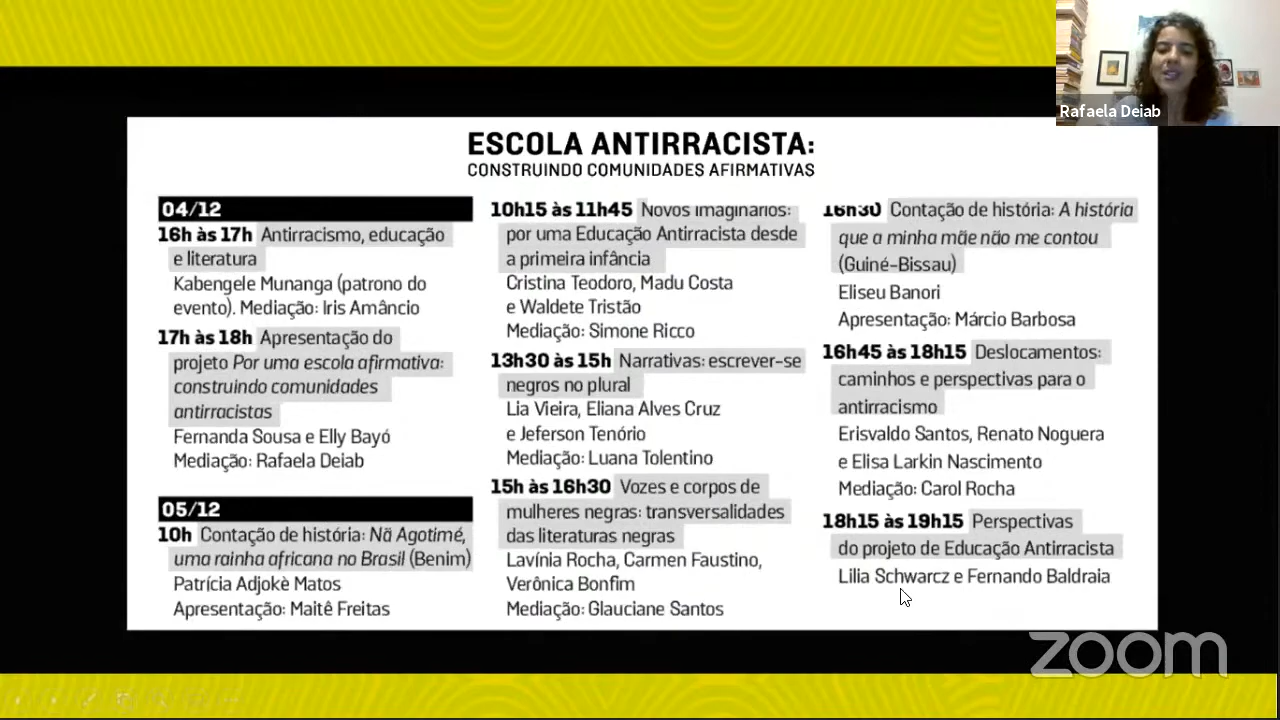 Rafaela Deiab
ESCOLA ANTIRRACISTA:
CONSTRUINDO COMUNIDADES AFIRMATIVAS
04/12
16h às 17h Antirracismo, educação
e literatura
Kabengele Munanga (patrono do
evento). Mediação: Iris Amâncio
17h às 18h Apresentação do
projeto Por uma escola afirmativa:
construindo comunidades
antirracistas
Fernanda Sousa e Elly Bayó
Mediação: Rafaela Deiab
05/12
10h Contação de história: Nã Agotimé,
uma rainha africana no Brasil (Benim)
Patrícia Adjokè Matos
Apresentação: Maitê Freitas
10h15 às 11h45 Novos imaginários:
por uma Educação Antirracista desde
a primeira infância
Cristina Teodoro, Madu Costa
e Waldete Tristão
Mediação: Simone Ricco
13h30 às 15h Narrativas: escrever-se
negros no plural
Lia Vieira, Eliana Alves Cruz
e Jeferson Tenório
Mediação: Luana Tolentino
15h às 16h30 Vozes e corpos de
mulheres negras: transversalidades
das literaturas negras
Lavínia Rocha, Carmen Faustino,
Verônica Bonfim
Mediação: Glauciane Santos
16h30 Contação de história: A história
que a minha mãe não me contou
(Guiné-Bissau)
Eliseu Banori
Apresentação: Márcio Barbosa
16h45 às 18h15 Deslocamentos:
caminhos e perspectivas para o
antirracismo
Erisvaldo Santos, Renato Noguera
e Elisa Larkin Nascimento
Mediação: Carol Rocha
18h15 às 19h15 Perspectivas
do projeto de Educação Antirracista
Lilia Schwarcz e Fernando Baldraia
zoom